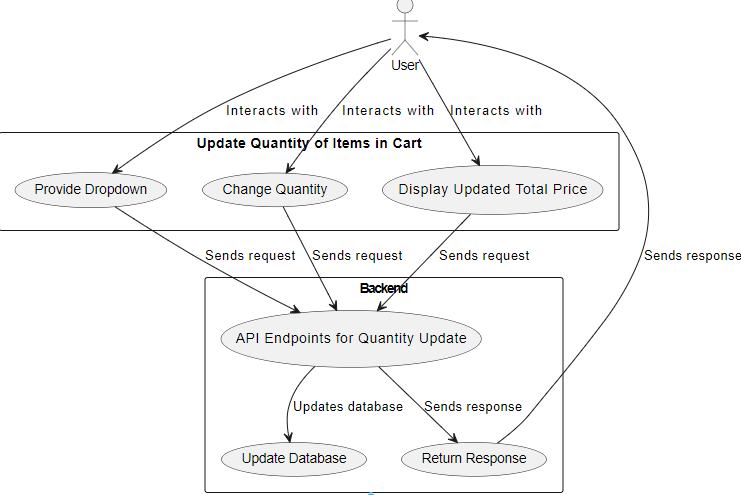 User
Interacts with
Interacts with
Interacts with
Update Quantity of Items in Cart
Provide Dropdown
Change Quantity
Display Updated Total Price
Sends request
Sends request
Sends request
Sends response
Backend
API Endpoints for Quantity Update
Updates database
Sends response
Update Database
Return Response